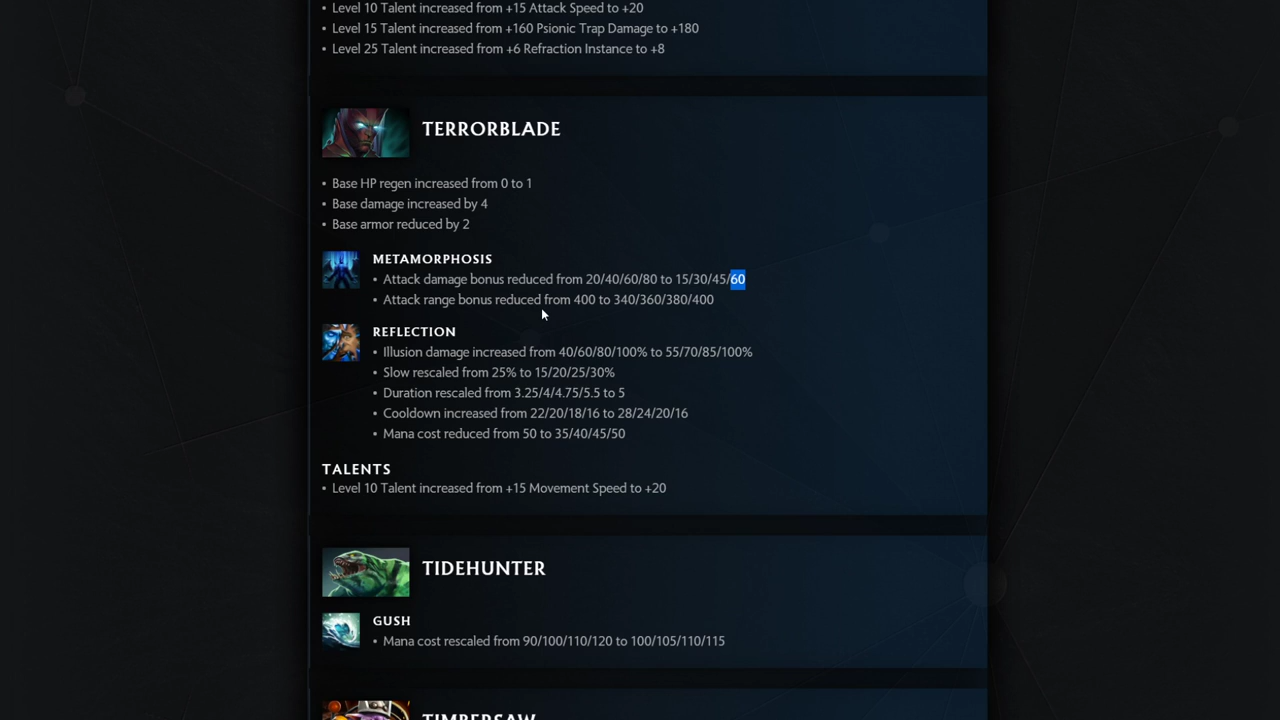 • Level 10 Talent increased from +15 Attack Speed to +20
• Level 15 Talent increased from +160 Psionic Trap Damage to +180
• Level 25 Talent increased from +6 Refraction Instance to +8
TERRORBLADE
• Base HP regen increased from 0 to 1
• Base damage increased by 4
• Base armor reduced by 2
METAMORPHOSIS
• Attack damage bonus reduced from 20/40/60/80 to 15/30/45/60
• Attack range bonus reduced from 400 to 340/360/380/400
REFLECTION
• Illusion damage increased from 40/60/80/100% to 55/70/85/100%
• Slow rescaled from 25% to 15/20/25/30%
• Duration rescaled from 3.25/4/4.75/5.5 to 5
• Cooldown increased from 22/20/18/16 to 28/24/20/16
• Mana cost reduced from 50 to 35/40/45/50
TALENTS
• Level 10 Talent increased from +15 Movement Speed to +20
TIDEHUNTER
GUSH
• Mana cost rescaled from 90/100/110/120 to 100/105/110/115
TIMBERSAW